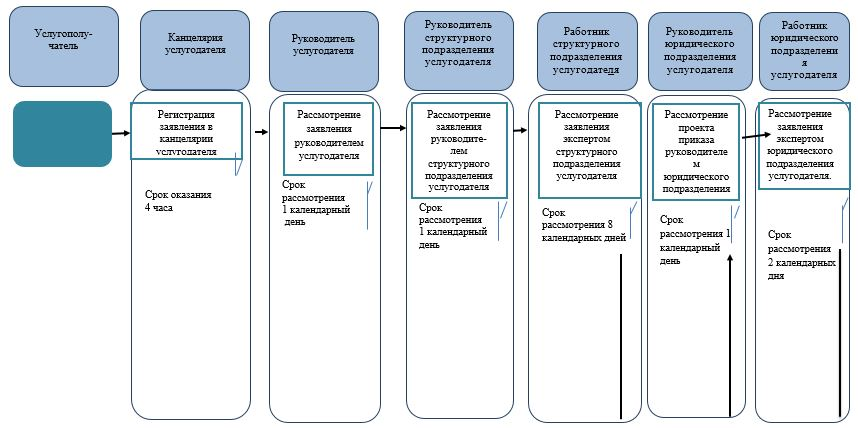 Услугополу-
чатель
Канцелярия
услугодателя
Руководитель
услугодателя
Руководитель
структурного
подразделения
услугодателя
Работник
структурного
подразделения
услугодателя
Руководитель
юридического
подразделения
услугодателя
Работник
юридического
подразделени
я
услугодателя
Регистрация
заявления в
канцелярии
услугодателя
Срок оказания
4 часа
Рассмотрение
заявления
руководителем
услугодателя
Срок
рассмотрения
1 календарный
день
Рассмотрение
заявления
руководите-
лем
структурного
подразделения
услугодателя
Срок
рассмотрения
1 календарный
день
Рассмотрение
заявления
экспертом
структурного
подразделения
услугодателя
Срок
рассмотрения 8
календарных дней
Рассмотрение
проекта
приказа
руководителе
м
юридического
подразделения
Срок
рассмотрения 1
календарный
день
Рассмотрение
заявления
экспертом
юридического
подразделения
услугодателя.
Срок
рассмотрения
2 календарных
дня